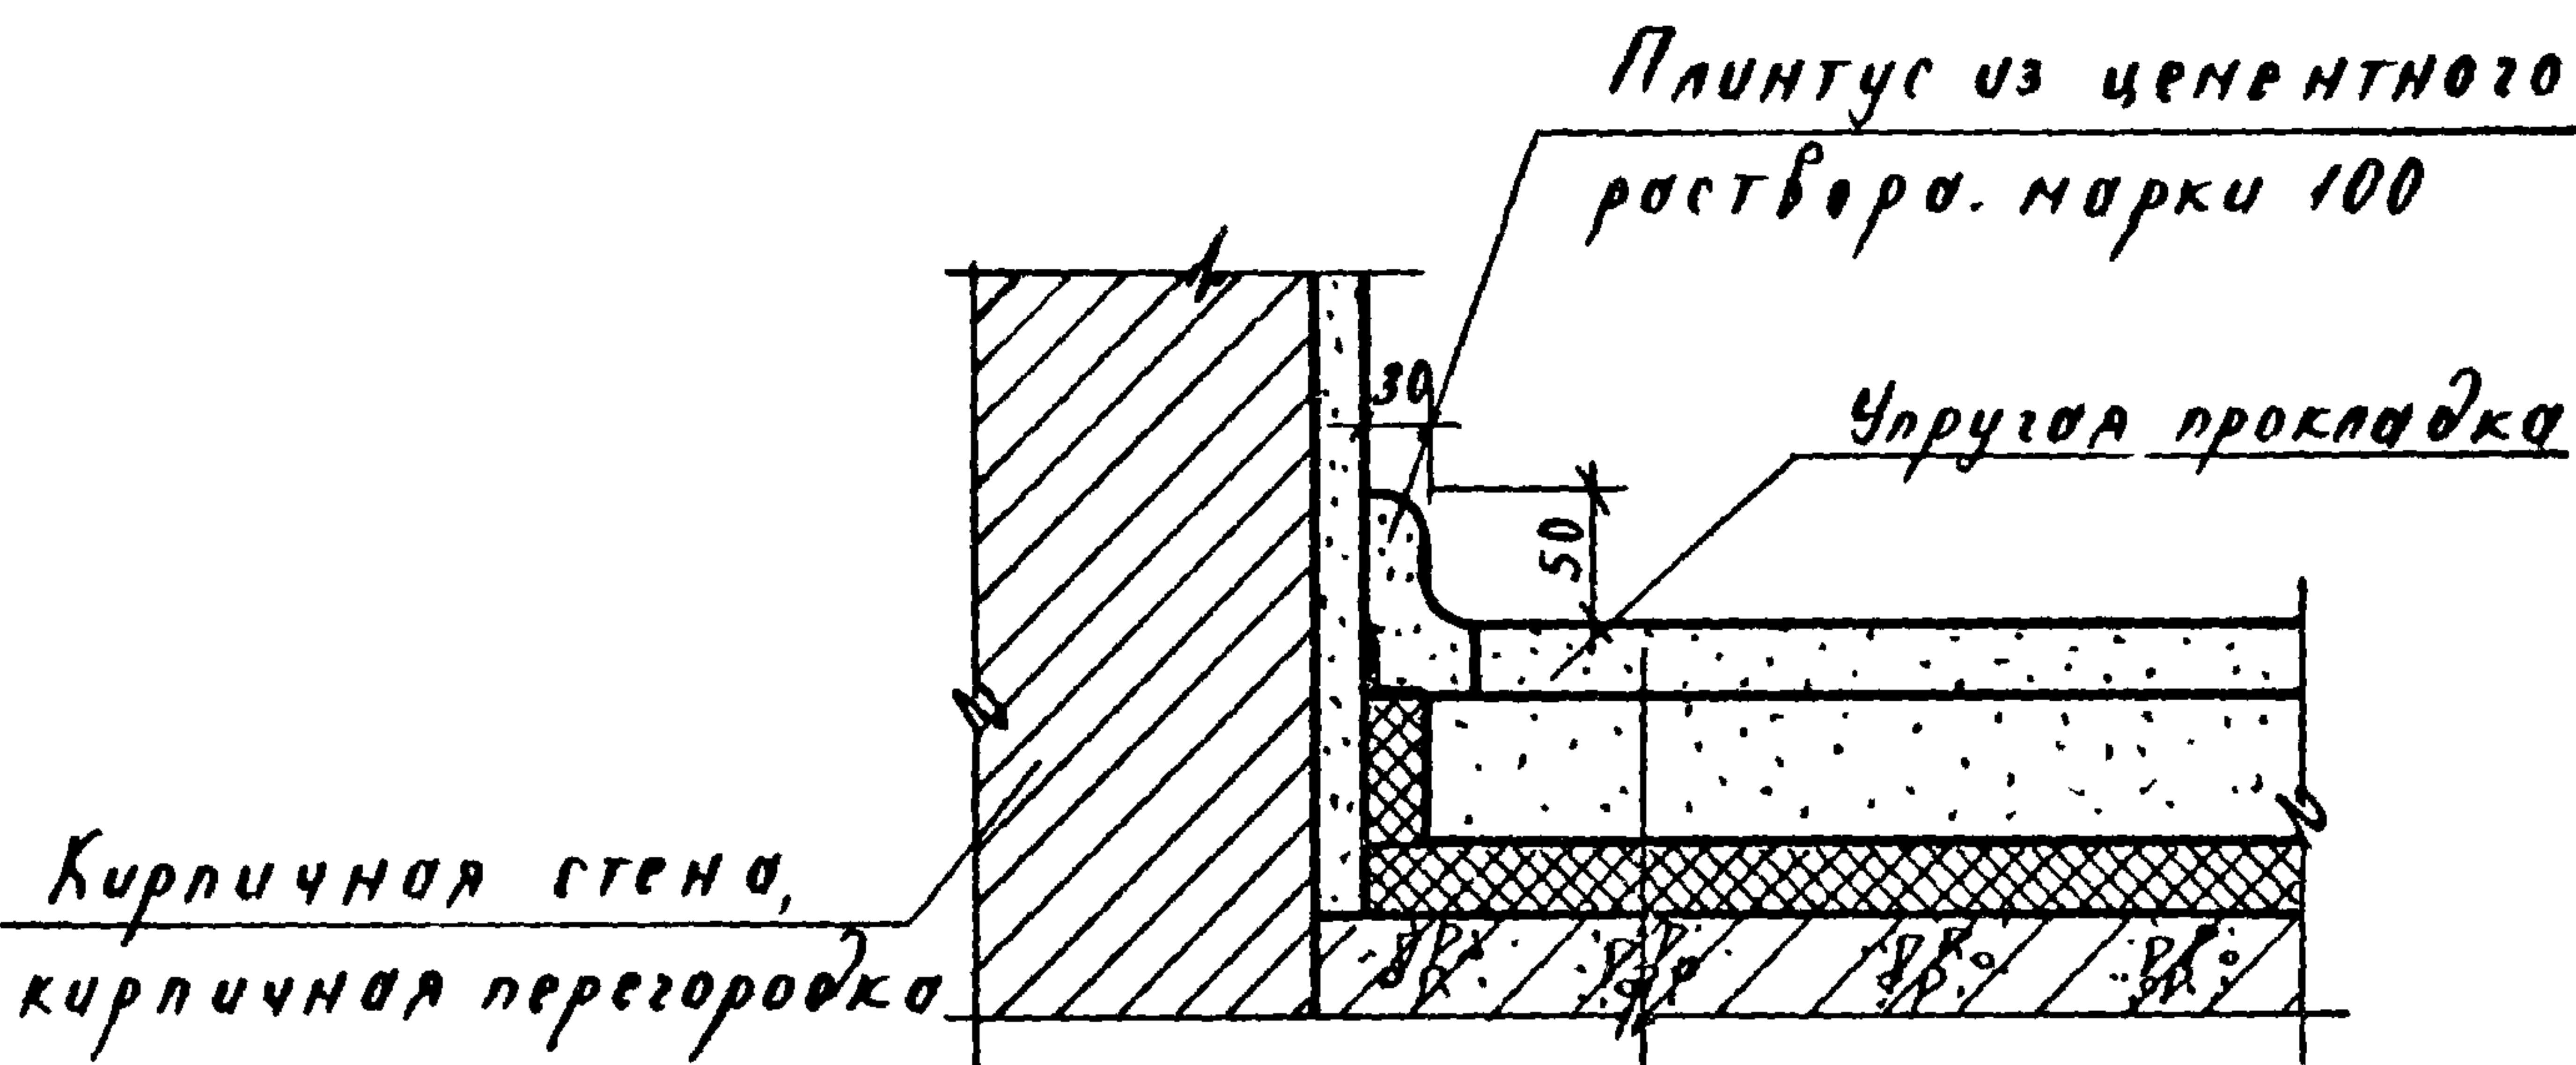 Плинтус из цементного
раствора. марки 100
30
Упругая прокладка
50
Кирпичная стена,
кирпичная перегородка